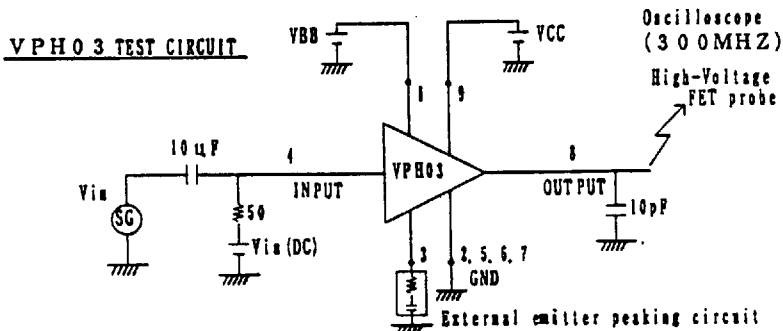 VPH03 TEST CIRCUIT
VBB
VCC
Oscilloscope
(300MHZ)
High-Voltage
FET probe
1
9
10uF
4
INPUT
VPH03
8
OUTPUT
Vin
SG
50
Vin(DC)
10pF
3
2, 5, 6, 7
GND
External emitter peaking circuit